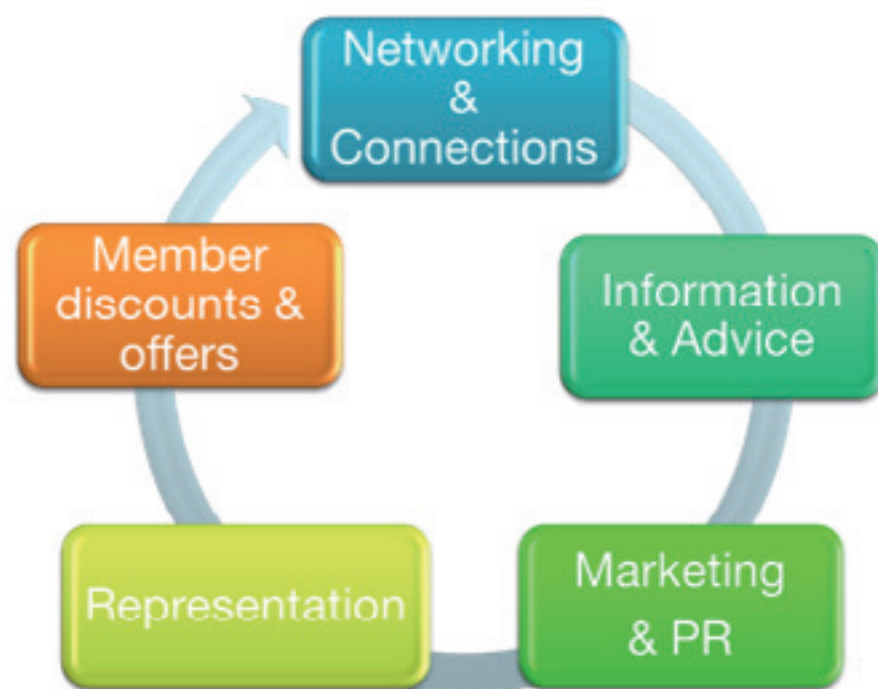 Networking
&
Connections
Information
& Advice
Marketing
& PR
Representation
Member
discounts &
offers